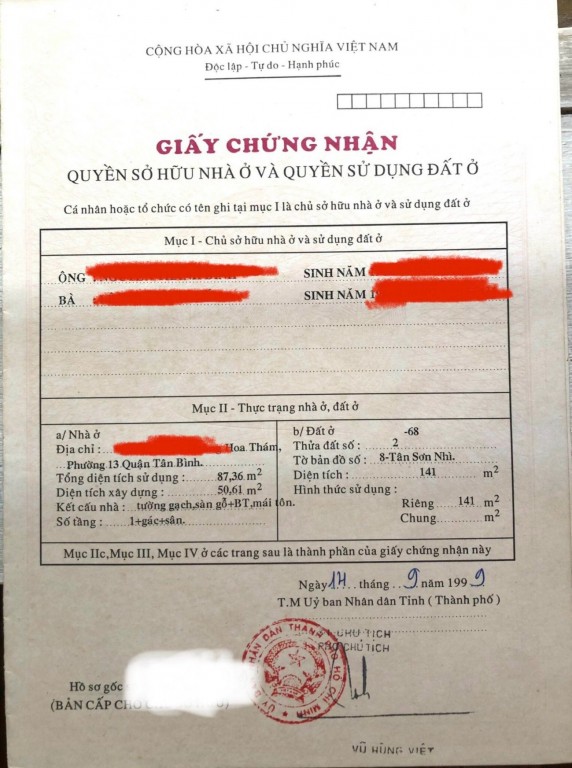 CỘNG HÒA XÃ HỘI CHỦ NGHĨA VIỆT NAM
Độc lập - Tự do - Hạnh phúc
GIẤY CHỨNG NHẬN
QUYỀN SỞ HỮU NHÀ Ở VÀ QUYỀN SỬ DỤNG ĐẤT Ở
Cá nhân hoặc tổ chức có tên ghi tại mục I là chủ sở hữu nhà ở và sử dụng đất ở
Mục I - Chủ sở hữu nhà ở và sử dụng đất ở
ÔNG SINH NĂM
BÀ SINH NĂM 1
Mục II - Thực trạng nhà ở, đất ở
a/ Nhà ở
Địa chỉ : Hoa Thám,
Phường 13 Quận Tân Bình.
Tổng diện tích sử dụng : 87,36 m2
Diện tích xây dựng : 50,61 m2
Kết cấu nhà : tường gạch,sàn gỗ+BT,mái tôn.
Số tầng : 1+gác+sân.
b/ Đất ở -68
Thửa đất số : 2
Tờ bản đồ số : 8-Tân Sơn Nhì.
Diện tích : 141 m2
Hình thức sử dụng :
Riêng 141 m2
Chung m2
Mục IIc,Mục III, Mục IV ở các trang sau là thành phần của giấy chứng nhận này
Ngày 14 tháng 9 năm 1999
T.M Uỷ ban Nhân dân Tỉnh ( Thành phố )
CHỦ TỊCH
PHÓ CHỦ TỊCH
Hồ sơ gốc
(BẢN CẤP CHO
VŨ HÙNG VIỆT